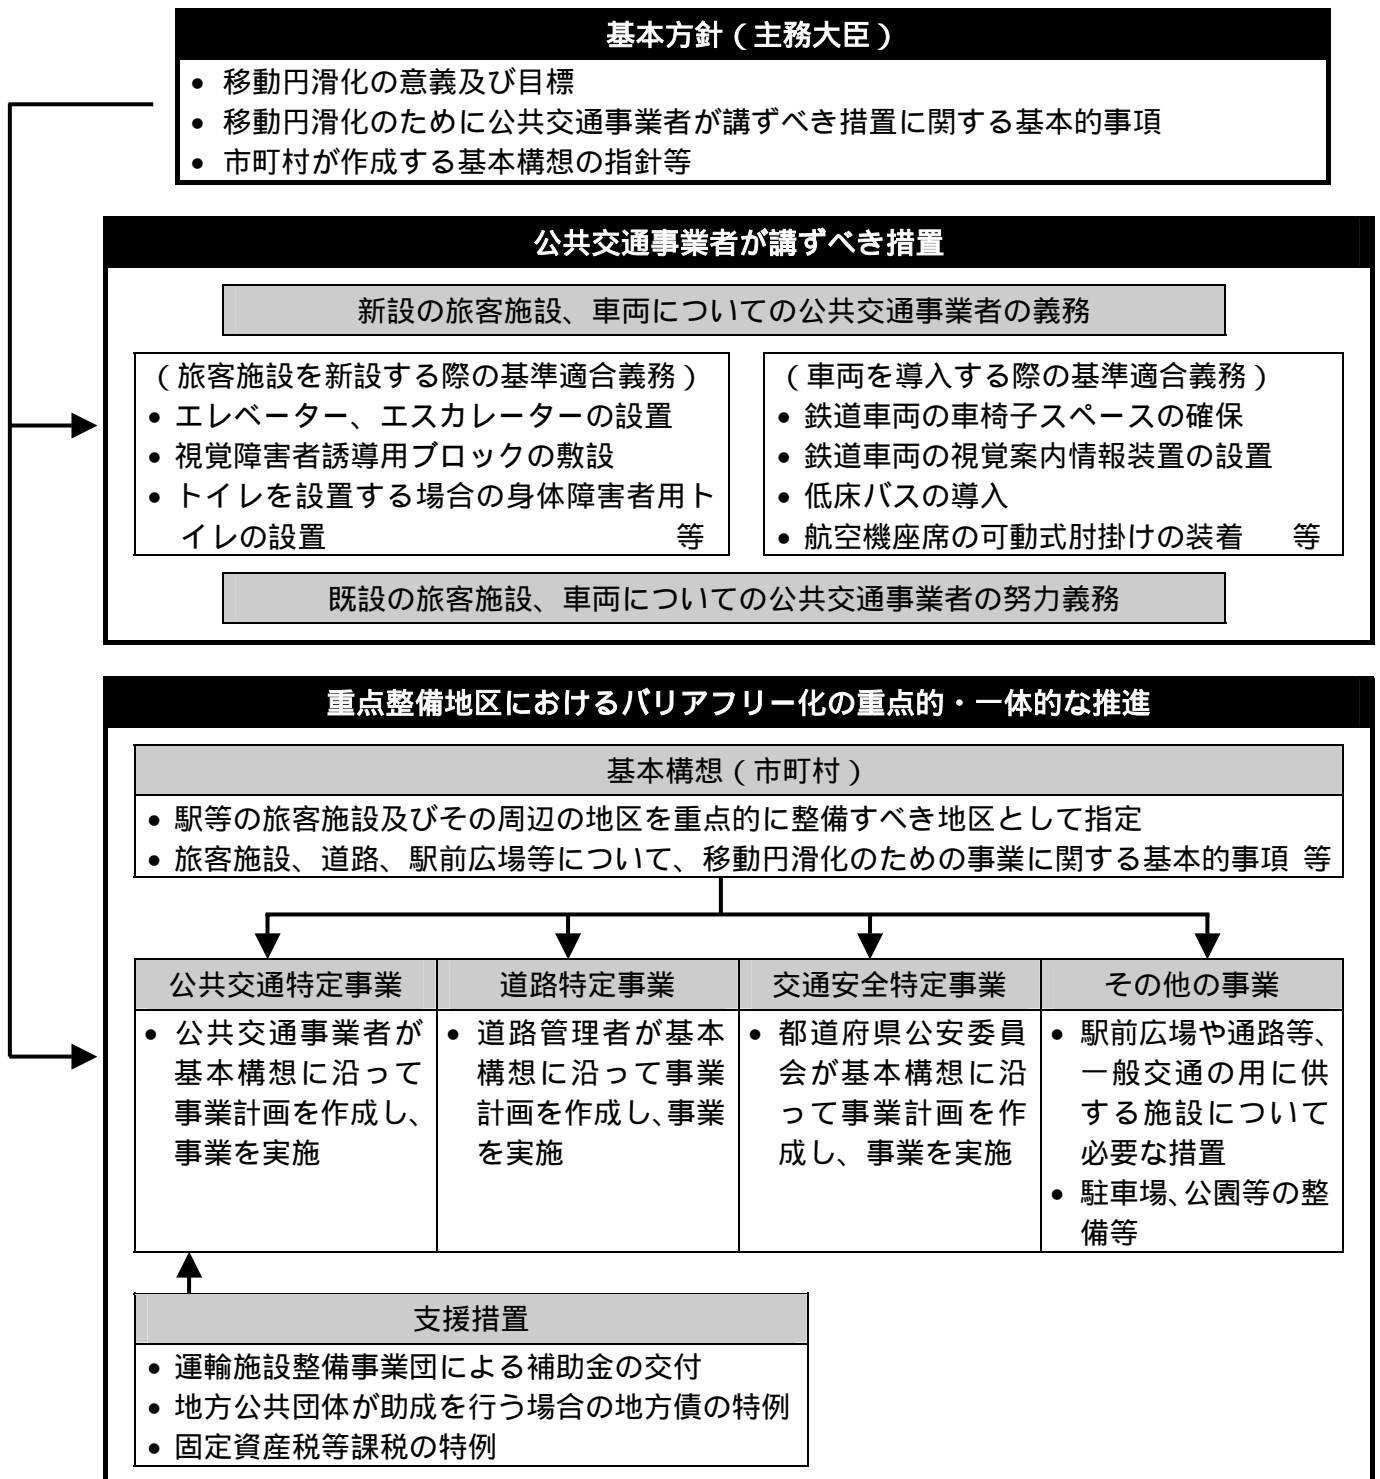 基本方針（主務大臣）
• 移動円滑化の意義及び目標
• 移動円滑化のために公共交通事業者が講ずべき措置に関する基本的事項
• 市町村が作成する基本構想の指針等
公共交通事業者が講ずべき措置
新設の旅客施設、車両についての公共交通事業者の義務
（旅客施設を新設する際の基準適合義務）
• エレベーター、エスカレーターの設置
• 視覚障害者誘導用ブロックの敷設
• トイレを設置する場合の身体障害者用ト
イレの設置 等
（車両を導入する際の基準適合義務）
• 鉄道車両の車椅子スペースの確保
• 鉄道車両の視覚案内情報装置の設置
• 低床バスの導入
• 航空機座席の可動式肘掛けの装着 等
既設の旅客施設、車両についての公共交通事業者の努力義務
重点整備地区におけるバリアフリー化の重点的・一体的な推進
基本構想（市町村）
• 駅等の旅客施設及びその周辺の地区を重点的に整備すべき地区として指定
• 旅客施設、道路、駅前広場等について、移動円滑化のための事業に関する基本的事項 等
公共交通特定事業
• 公共交通事業者が
基本構想に沿って
事業計画を作成し、
事業を実施
道路特定事業
• 道路管理者が基本
構想に沿って事業
計画を作成し、事業
を実施
交通安全特定事業
• 都道府県公安委員
会が基本構想に沿
って事業計画を作
成し、事業を実施
その他の事業
• 駅前広場や通路等、
一般交通の用に供
する施設について
必要な措置
• 駐車場、公園等の整
備等
支援措置
• 運輸施設整備事業団による補助金の交付
• 地方公共団体が助成を行う場合の地方債の特例
• 固定資産税等課税の特例